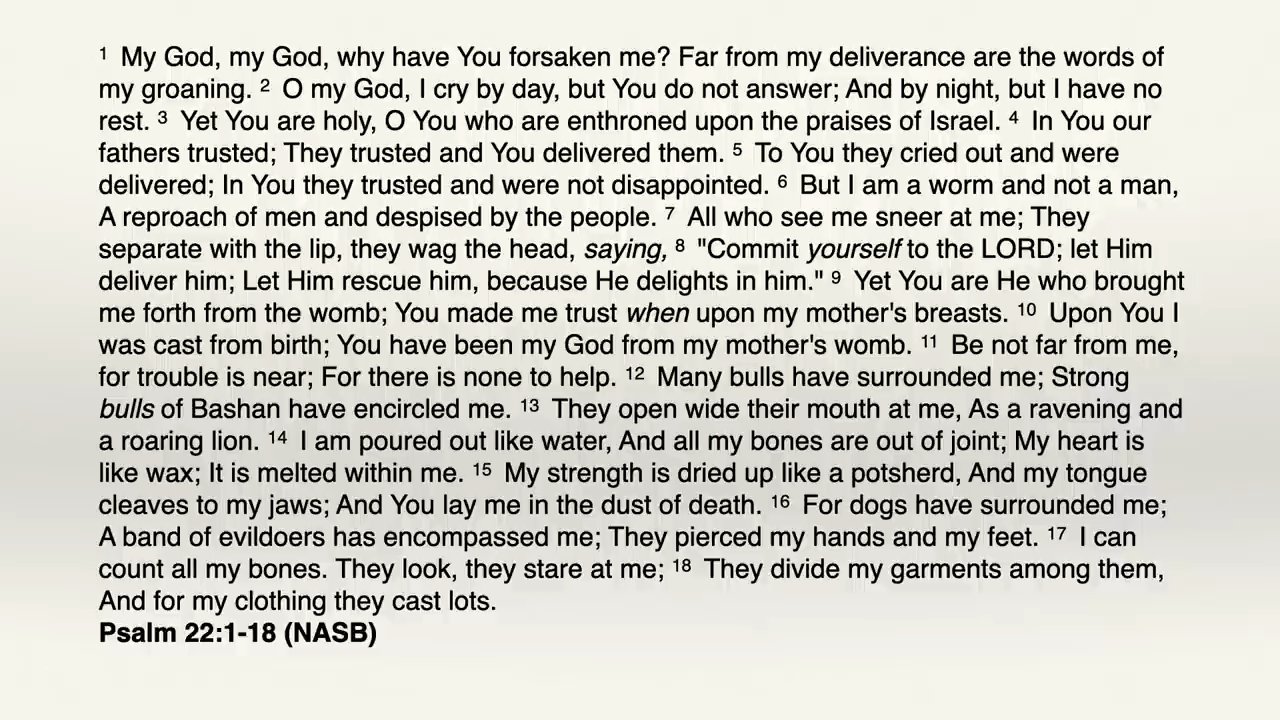 1 My God, my God, why have You forsaken me? Far from my deliverance are the words of
my groaning. 2 O my God, I cry by day, but You do not answer; And by night, but I have no
rest. 3 Yet You are holy, O You who are enthroned upon the praises of Israel. 4 In You our
fathers trusted; They trusted and You delivered them. 5 To You they cried out and were
delivered; In You they trusted and were not disappointed. 6 But I am a worm and not a man,
A reproach of men and despised by the people. 7 All who see me sneer at me; They
separate with the lip, they wag the head, saying, 8 "Commit yourself to the LORD; let Him
deliver him; Let Him rescue him, because He delights in him." 9 Yet You are He who brought
me forth from the womb; You made me trust when upon my mother's breasts. 10 Upon You I
was cast from birth; You have been my God from my mother's womb. 11 Be not far from me,
for trouble is near; For there is none to help. 12 Many bulls have surrounded me; Strong
bulls of Bashan have encircled me. 13 They open wide their mouth at me, As a ravening and
a roaring lion. 14 I am poured out like water, And all my bones are out of joint; My heart is
like wax; It is melted within me. 15 My strength is dried up like a potsherd, And my tongue
cleaves to my jaws; And You lay me in the dust of death. 16 For dogs have surrounded me;
A band of evildoers has encompassed me; They pierced my hands and my feet. 17 I can
count all my bones. They look, they stare at me; 18 They divide my garments among them,
And for my clothing they cast lots.
Psalm 22:1-18 (NASB)